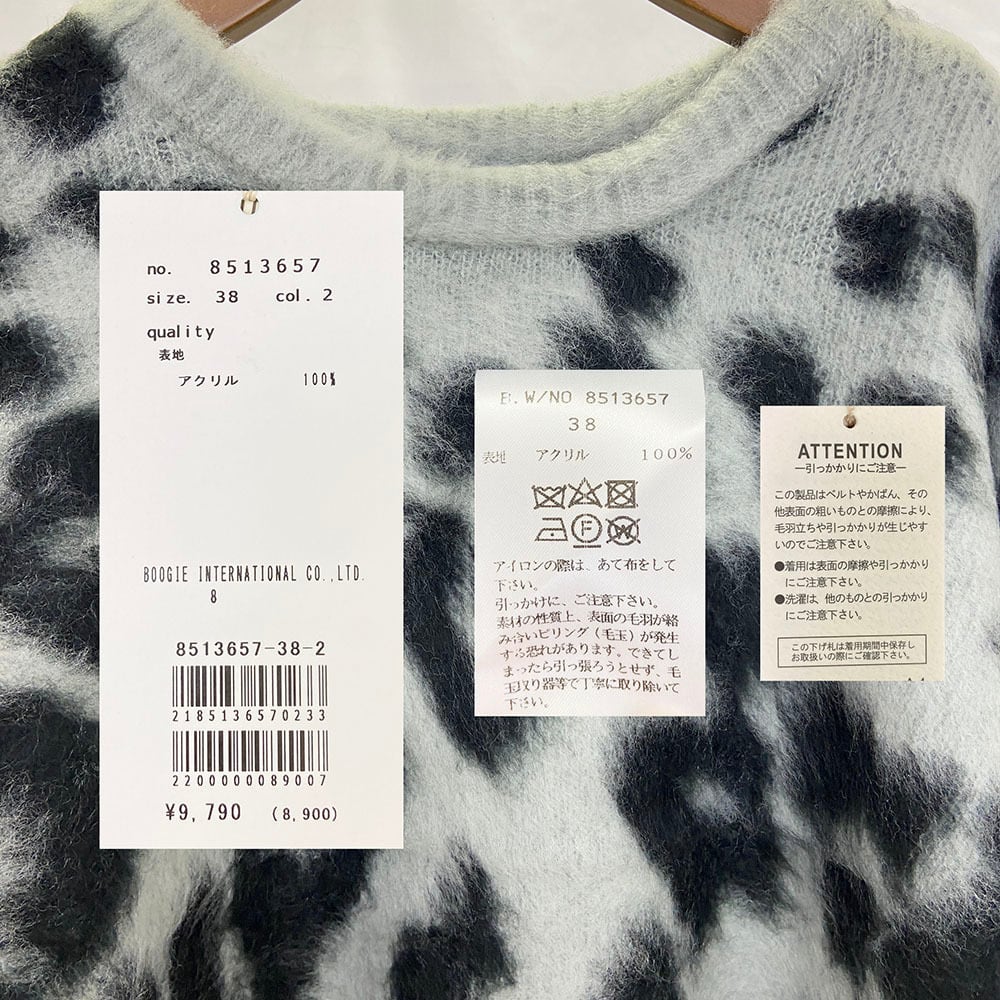 no. 8513657
size. 38 col. 2
quality
表地
アクリル 100%
BOOGIE INTERNATIONAL CO.,LTD.
8
8513657-38-2
2185136570233
2200000089007
¥9,790 (8,900)
B.W/NO 8513657
38
表地 アクリル 100%
F W
アイロンの際は、あて布をして
下さい。
引っかけに、ご注意下さい。
素材の性質上、表面の毛羽が絡
み合いピリング(毛玉)が発生
する恐れがあります。できてし
まったら引っ張ろうとせず、毛
玉取り器等で丁寧に取り除いて
下さい。
ATTENTION
―引っかかりにご注意―
この製品はベルトやかばん、その
他表面の粗いものとの摩擦により、
毛羽立ちや引っかかりが生じやす
いのでご注意下さい。
●着用は表面の摩擦や引っかかり
にご注意下さい。
●洗濯は、他のものとの引っかかり
にご注意下さい。
この下げ札は着用期間中保存し
お取扱いの際にご確認下さい。